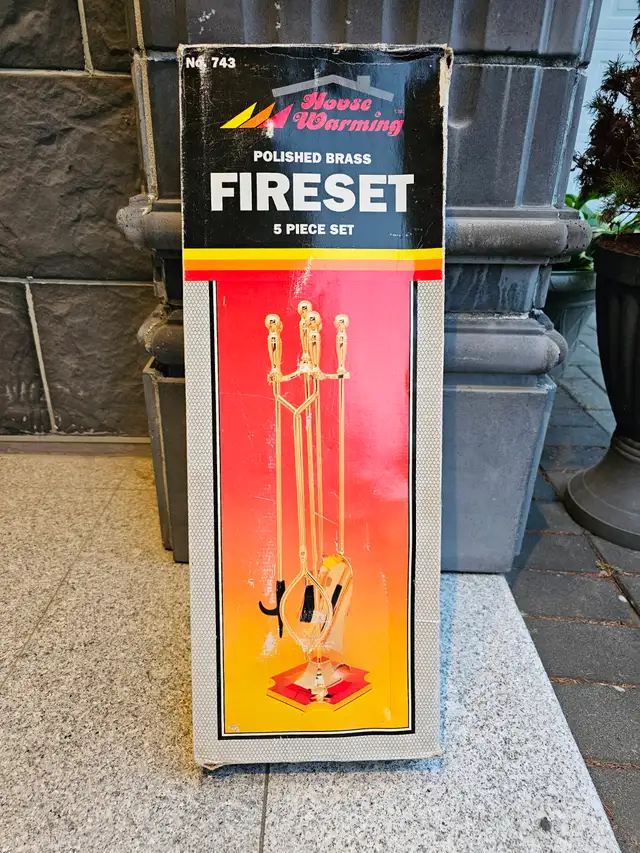 No. 743
House
Warming
POLISHED BRASS
FIRESET
5 PIECE SET